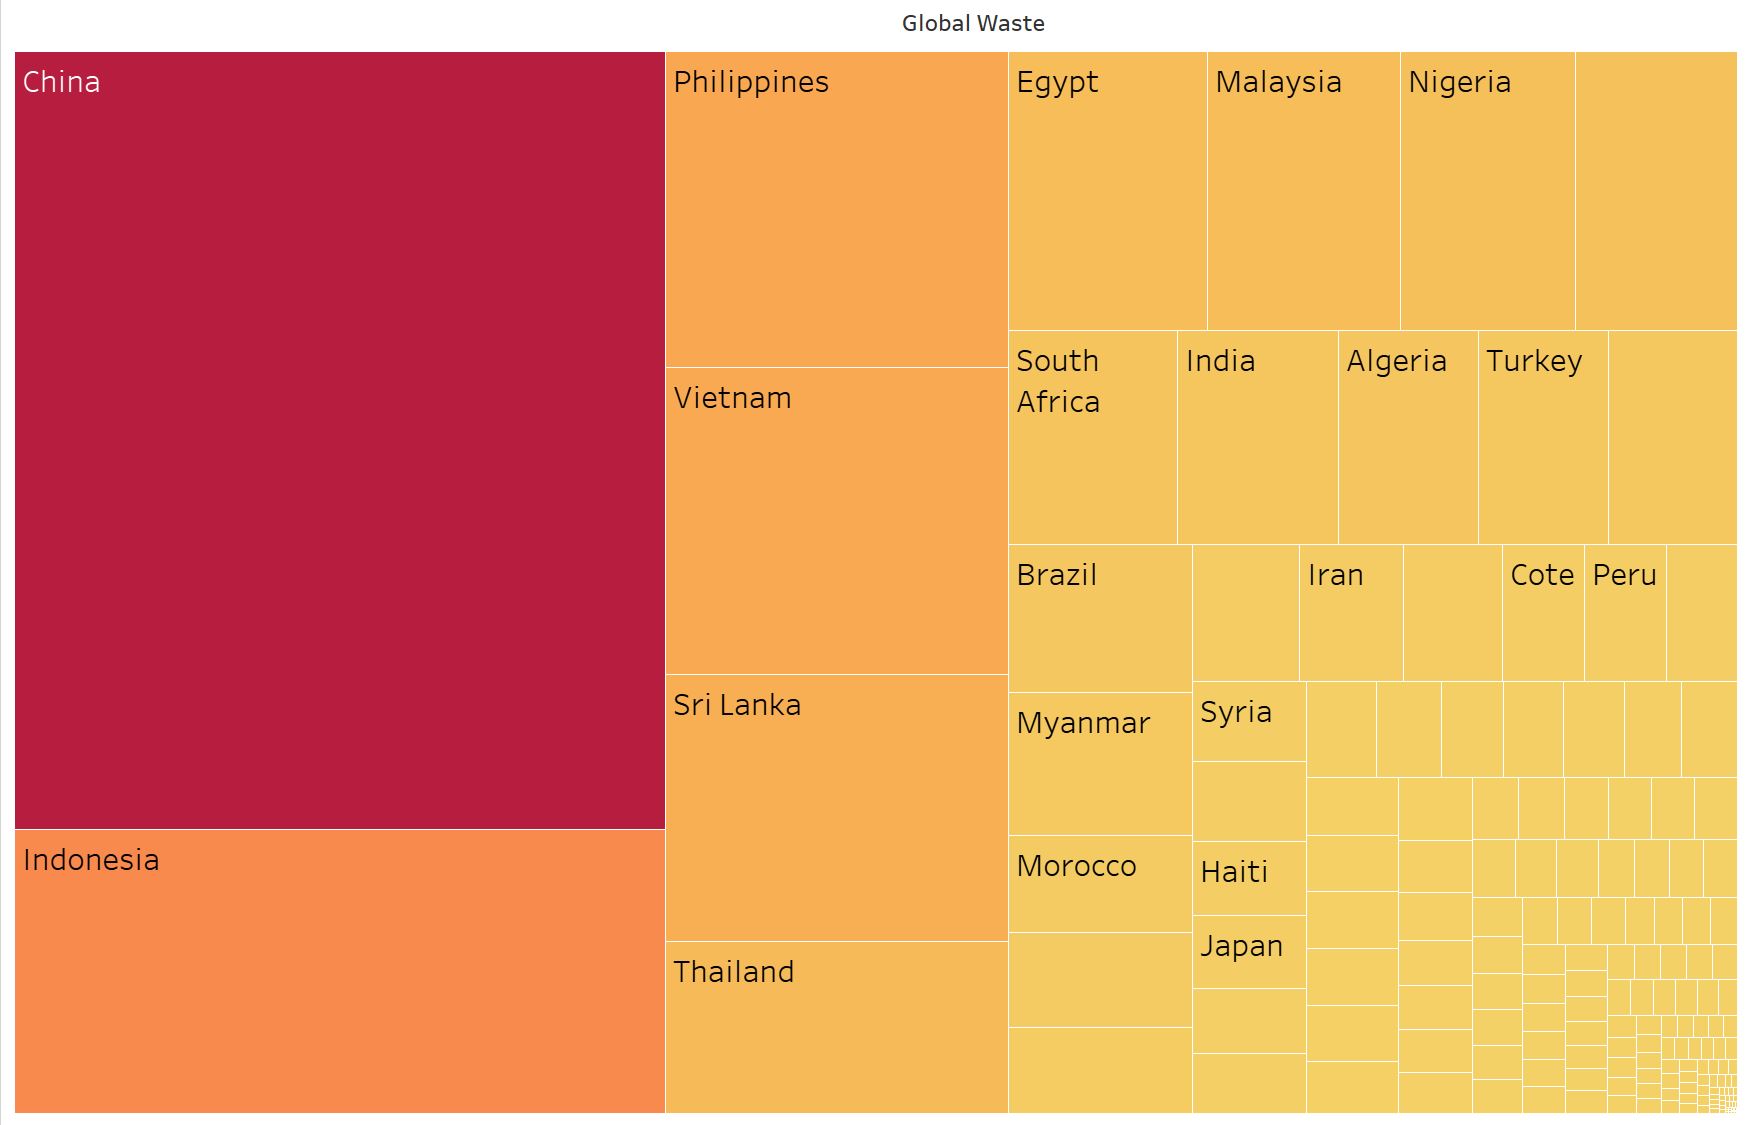 Global Waste
China
Philippines
Egypt
Malaysia
Nigeria
South
Africa
India
Algeria
Turkey
Vietnam
Brazil
Iran
Cote
Peru
Sri Lanka
Myanmar
Syria
Indonesia
Morocco
Haiti
Japan
Thailand